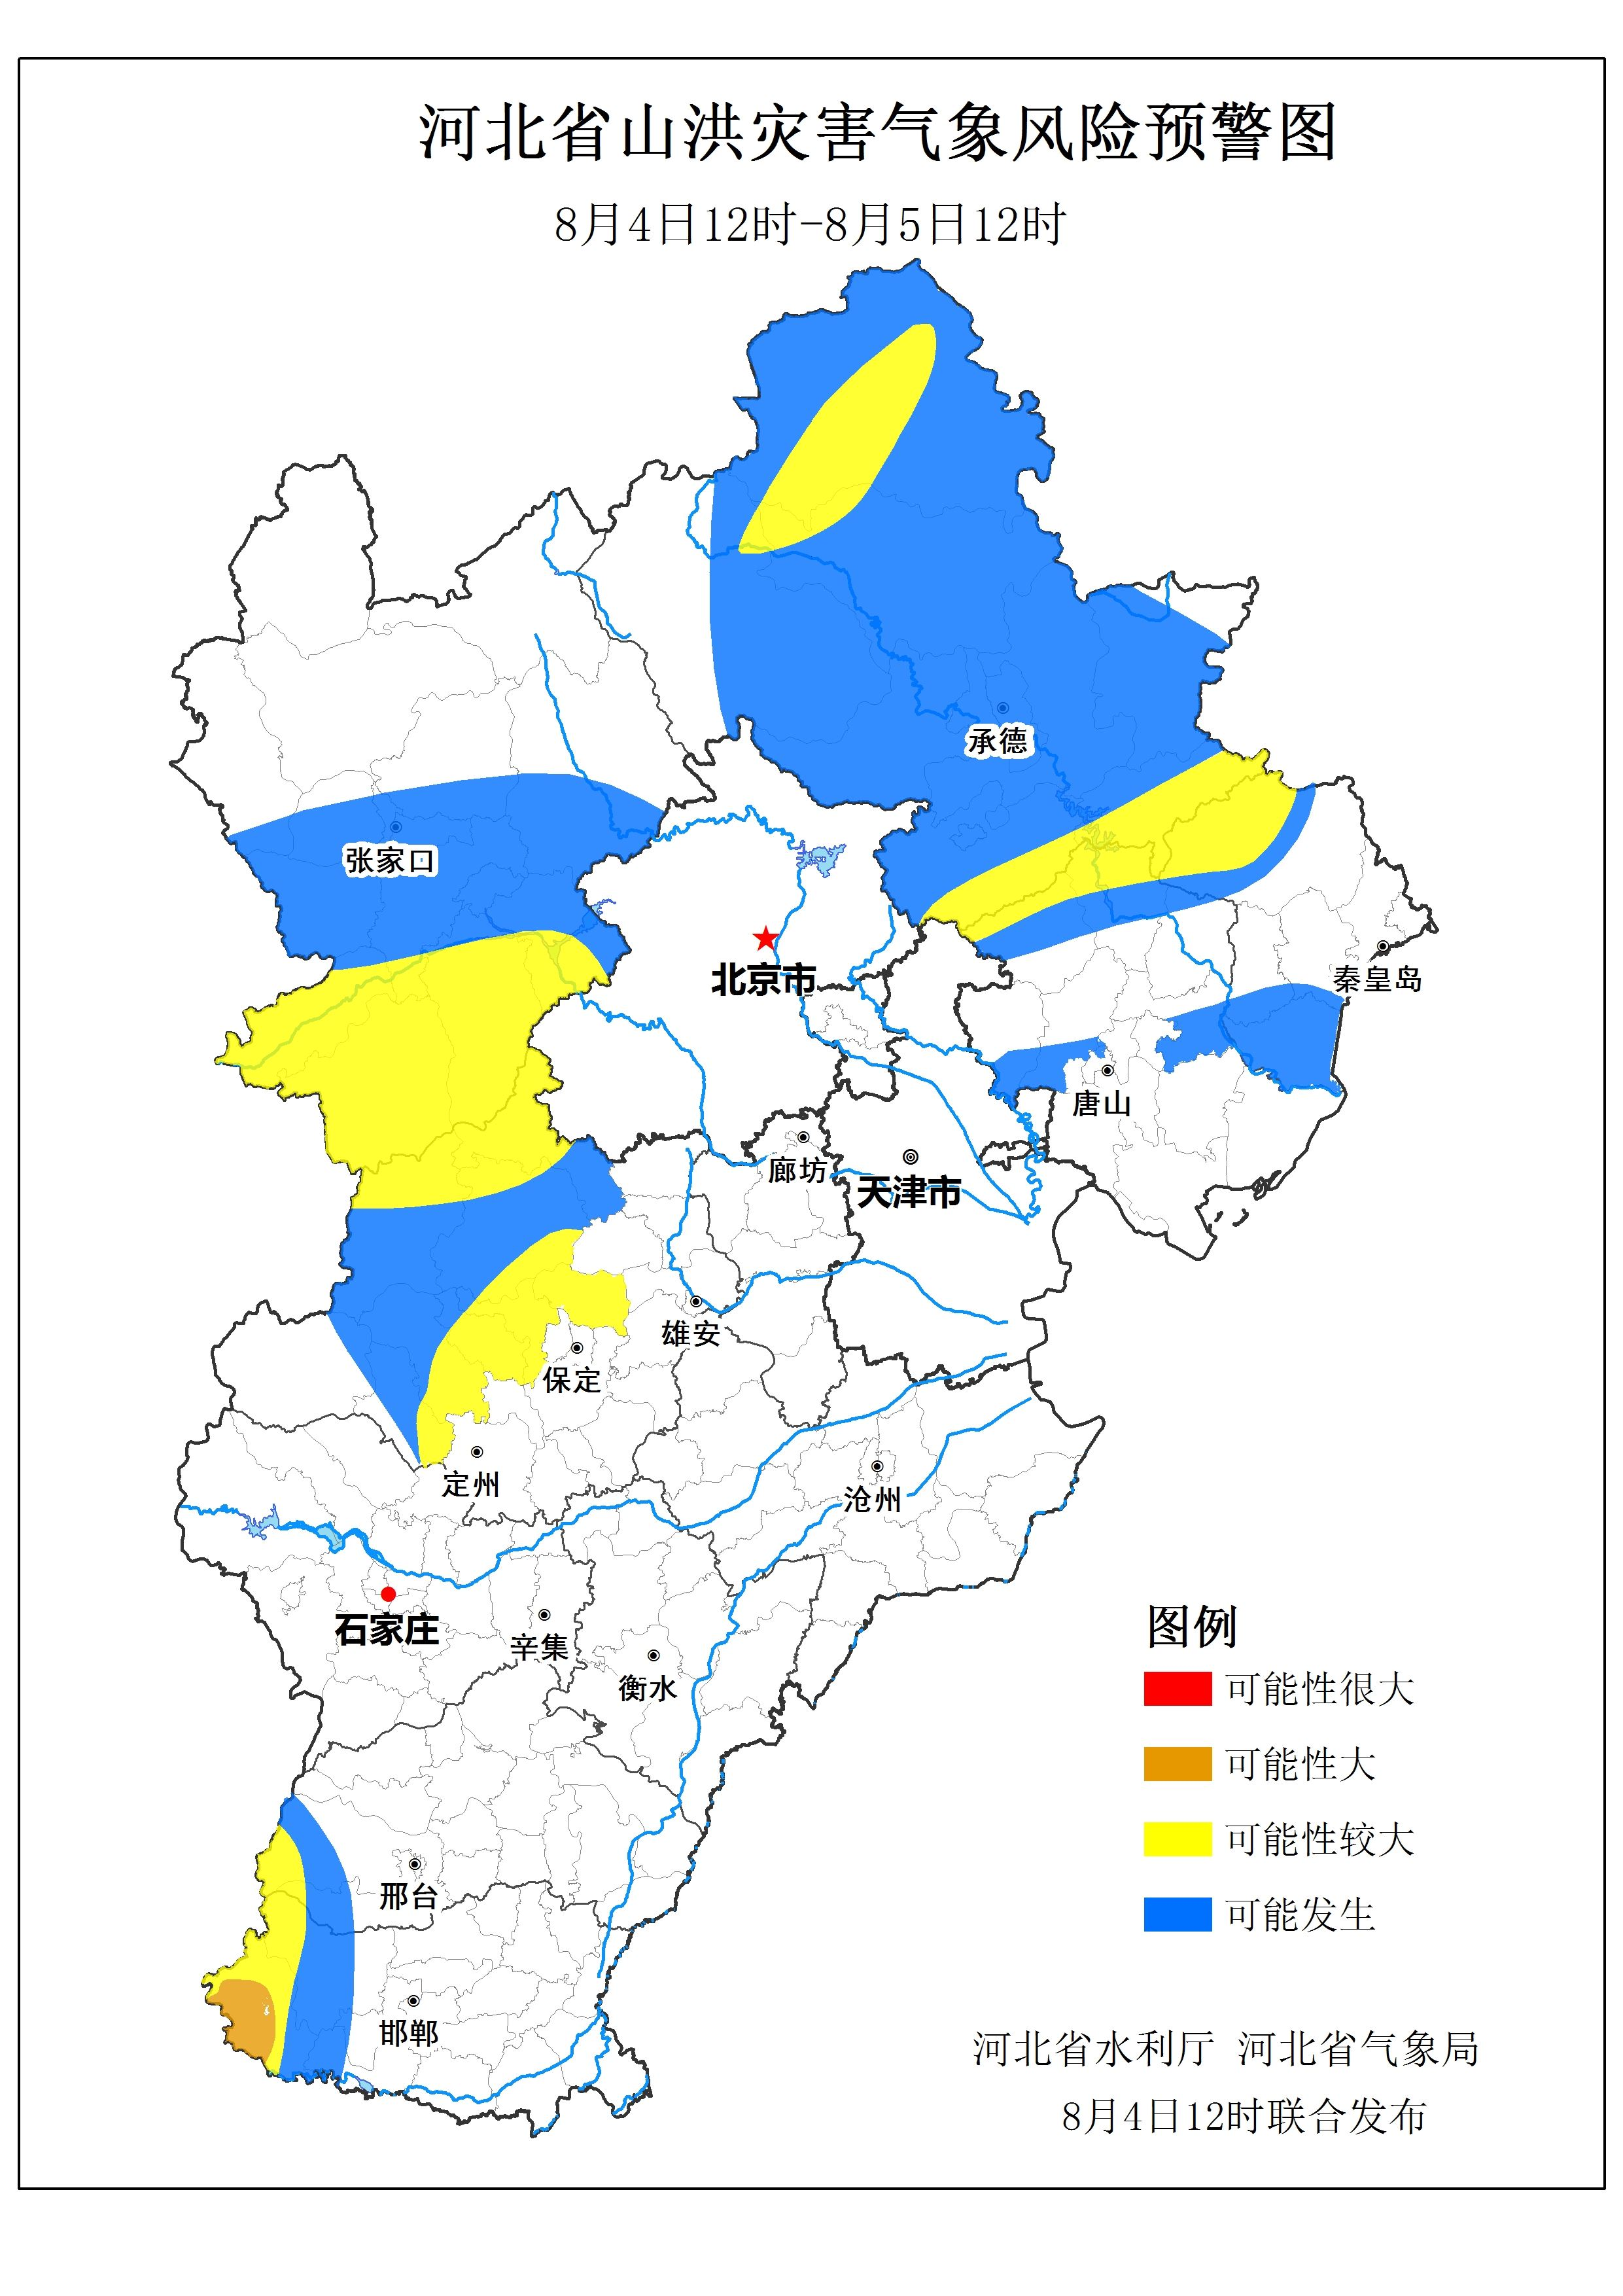 河北省山洪灾害气象风险预警图
8月4日12时-8月5日12时
承德
张家口
北京市
秦皇岛
唐山
廊坊
天津市
雄安
保定
定州
沧州
石家庄
辛集
衡水
邢台
邯郸
图例
可能性很大
可能性大
可能性较大
可能发生
河北省水利厅 河北省气象局
8月4日12时联合发布